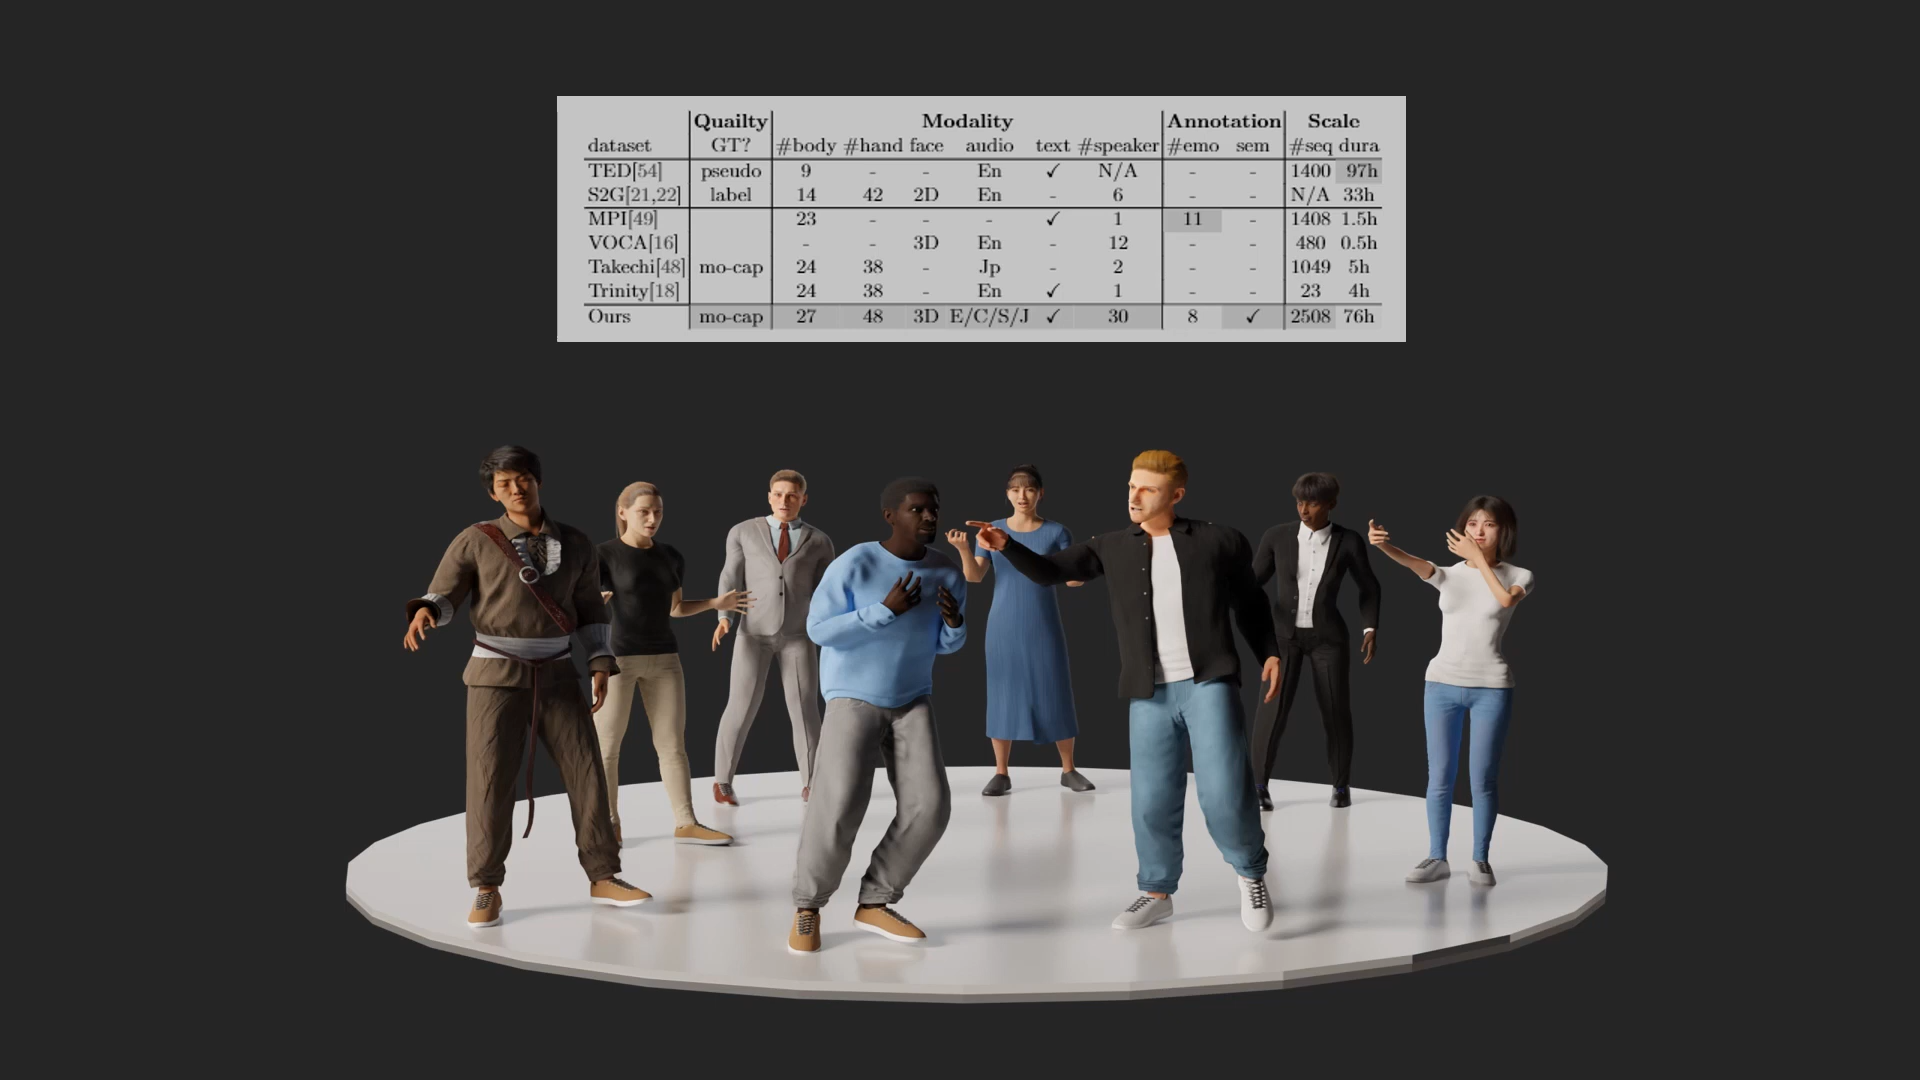 Quailty Modality Annotation Scale
dataset GT? #body #hand face audio text #speaker #emo sem #seq dura
TED[54] pseudo 9 - - En ✓ N/A - - 1400 97h
S2G[21,22] label 14 42 2D En - 6 - - N/A 33h
MPI[49] 23 - - - ✓ 1 11 - 1408 1.5h
VOCA[16] - - 3D En - 12 - - 480 0.5h
Takechi[48] mo-cap 24 38 - Jp - 2 - - 1049 5h
Trinity[18] 24 38 - En ✓ 1 - - 23 4h
Ours mo-cap 27 48 3D E/C/S/J ✓ 30 8 ✓ 2508 76h